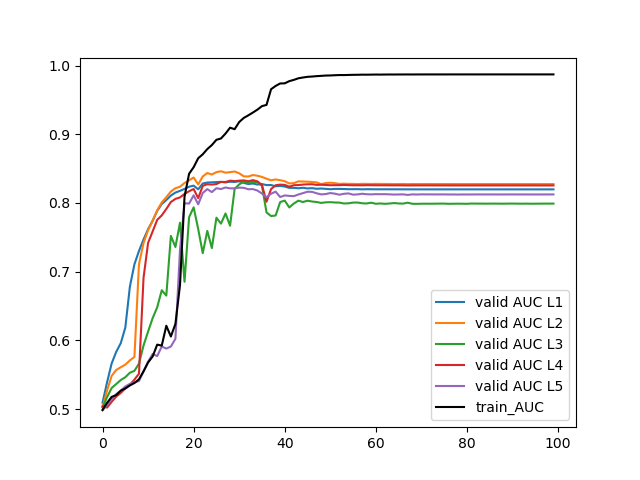 1.0
0.9
0.8
0.7
0.6
0.5
0 20 40 60 80 100
valid AUC L1
valid AUC L2
valid AUC L3
valid AUC L4
valid AUC L5
train_AUC